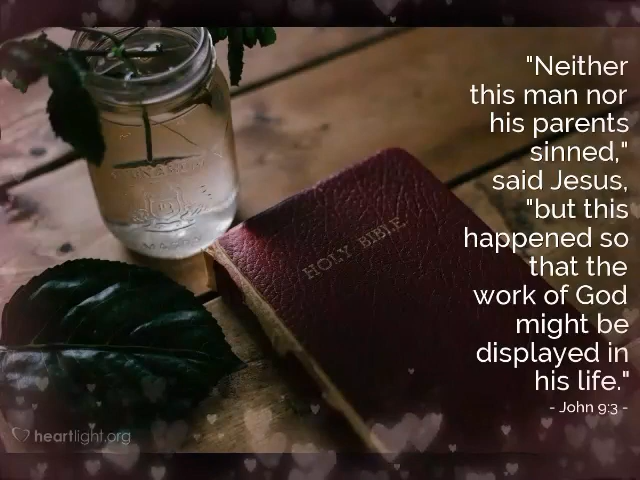 "Neither
this man nor
his parents
sinned,"
said Jesus,
"but this
happened so
that the
work of God
might be
displayed in
his life."
- John 9:3 -
HOLY BIBLE
MASON
heartlight.org